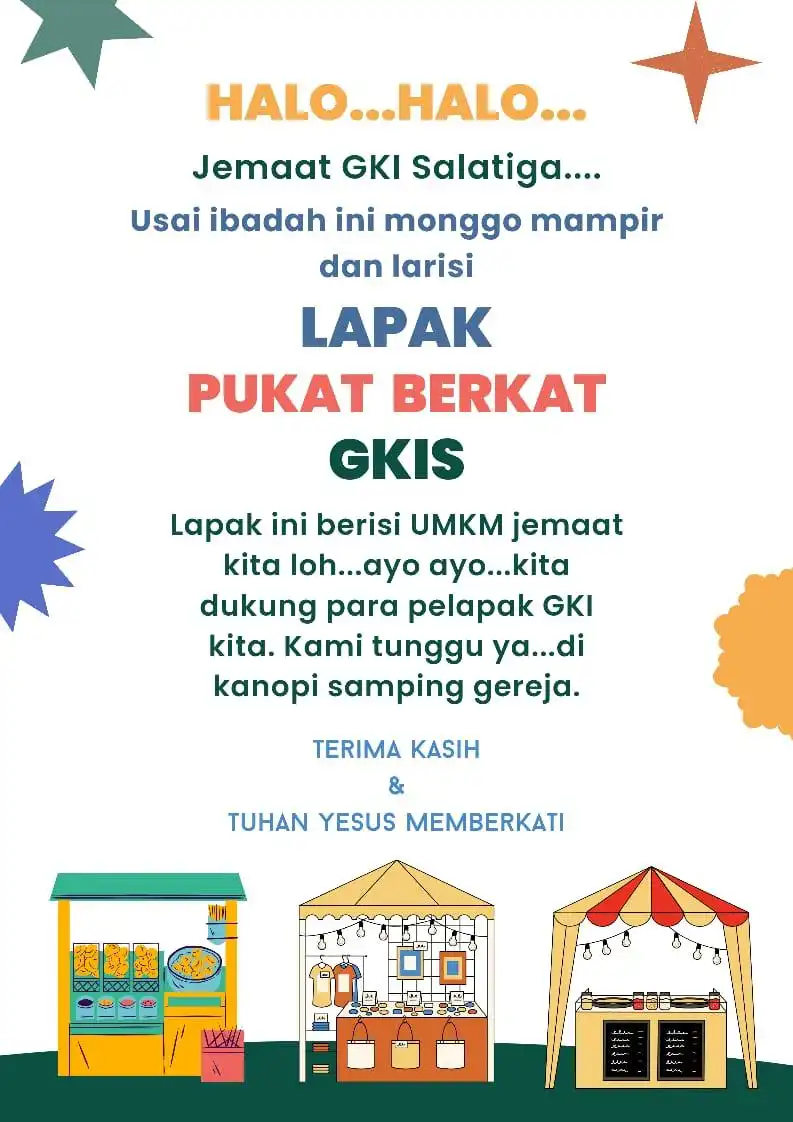 HALO...HALO...
Jemaat GKI Salatiga....
Usai ibadah ini monggo mampir
dan larisi
LAPAK
PUKAT BERKAT
GKIS
Lapak ini berisi UMKM jemaat
kita loh...ayo ayo...kita
dukung para pelapak GKI
kita. Kami tunggu ya...di
kanopi samping gereja.
TERIMA KASIH
&
TUHAN YESUS MEMBERKATI